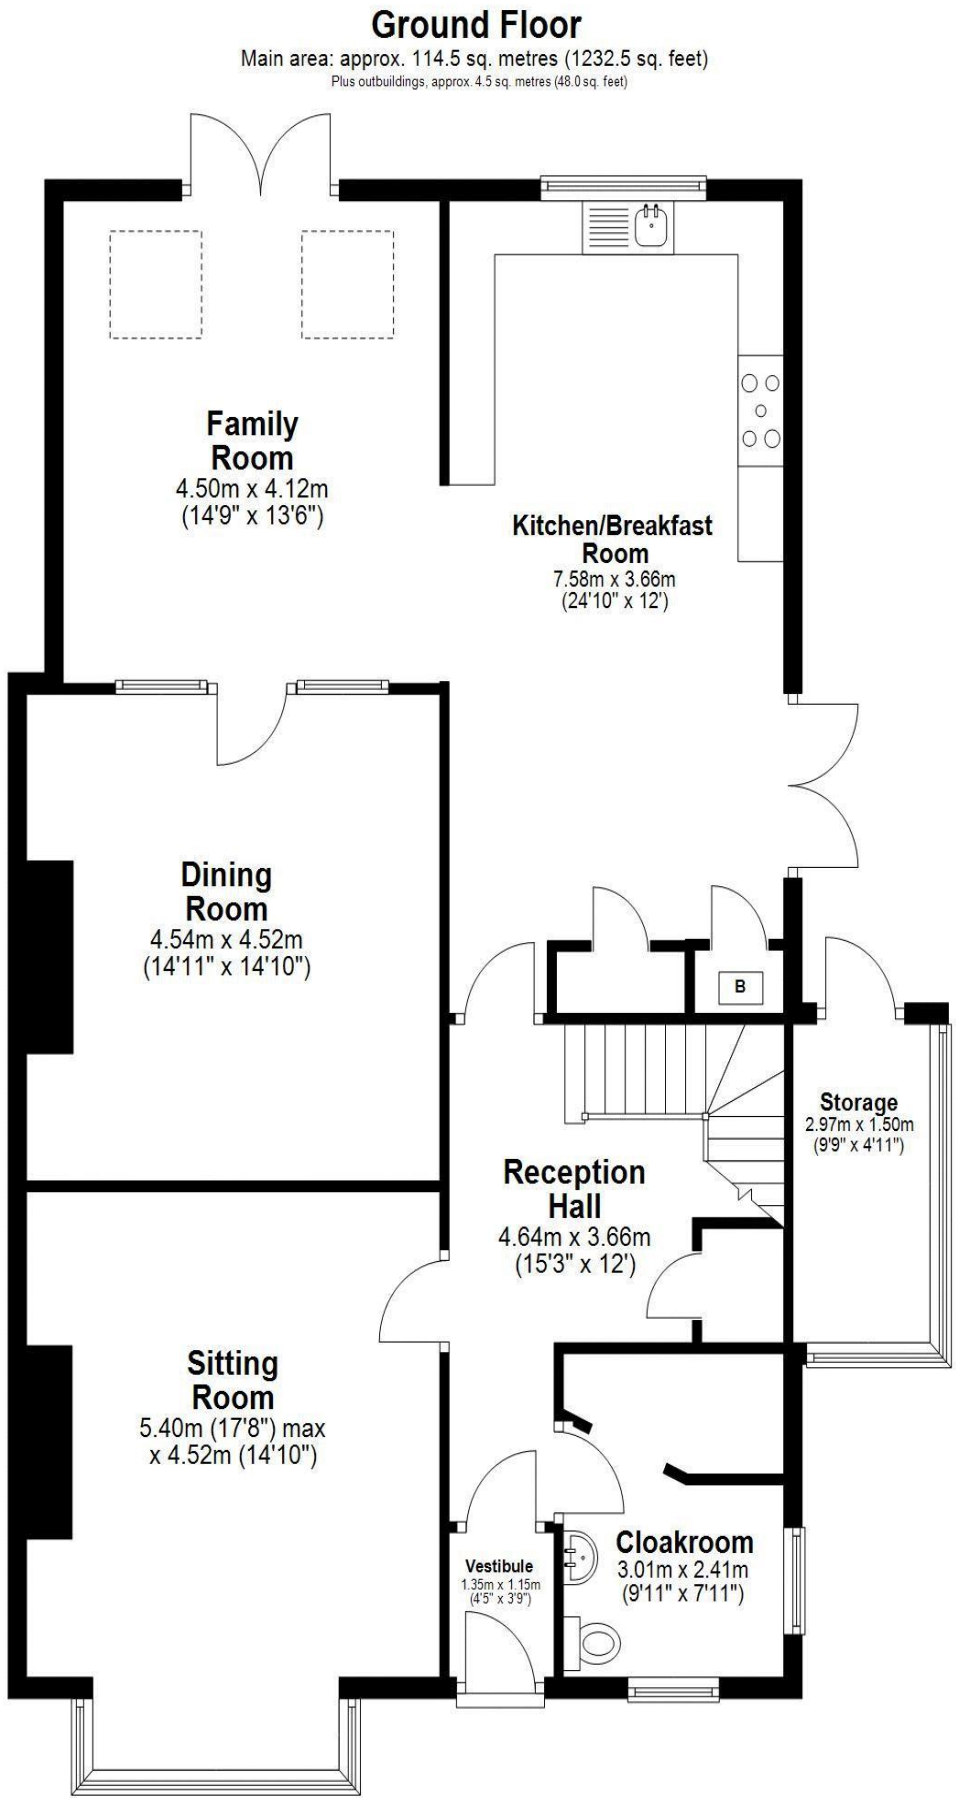 Ground Floor
Main area: approx. 114.5 sq. metres (1232.5 sq. feet)
Plus outbuildings, approx. 4.5 sq. metres (48.0 sq. feet)
Family
Room
4.50m x 4.12m
(14'9" x 13'6")
Kitchen/Breakfast
Room
7.58m x 3.66m
(24'10" x 12')
Dining
Room
4.54m x 4.52m
(14'11" x 14'10")
B
Storage
2.97m x 1.50m
(9'9" x 4'11")
Reception
Hall
4.64m x 3.66m
(15'3" x 12')
Sitting
Room
5.40m (17'8") max
x 4.52m (14'10")
Vestibule
1.35m x 1.15m
(4'5" x 3'9")
Cloakroom
3.01m x 2.41m
(9'11" x 7'11")